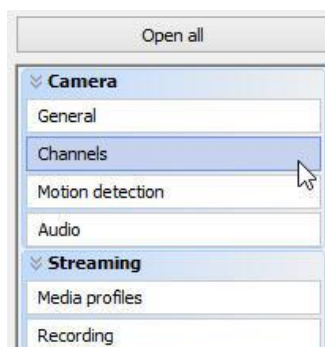 Open all
Camera
General
Channels
Motion detection
Audio
Streaming
Media profiles
Recording